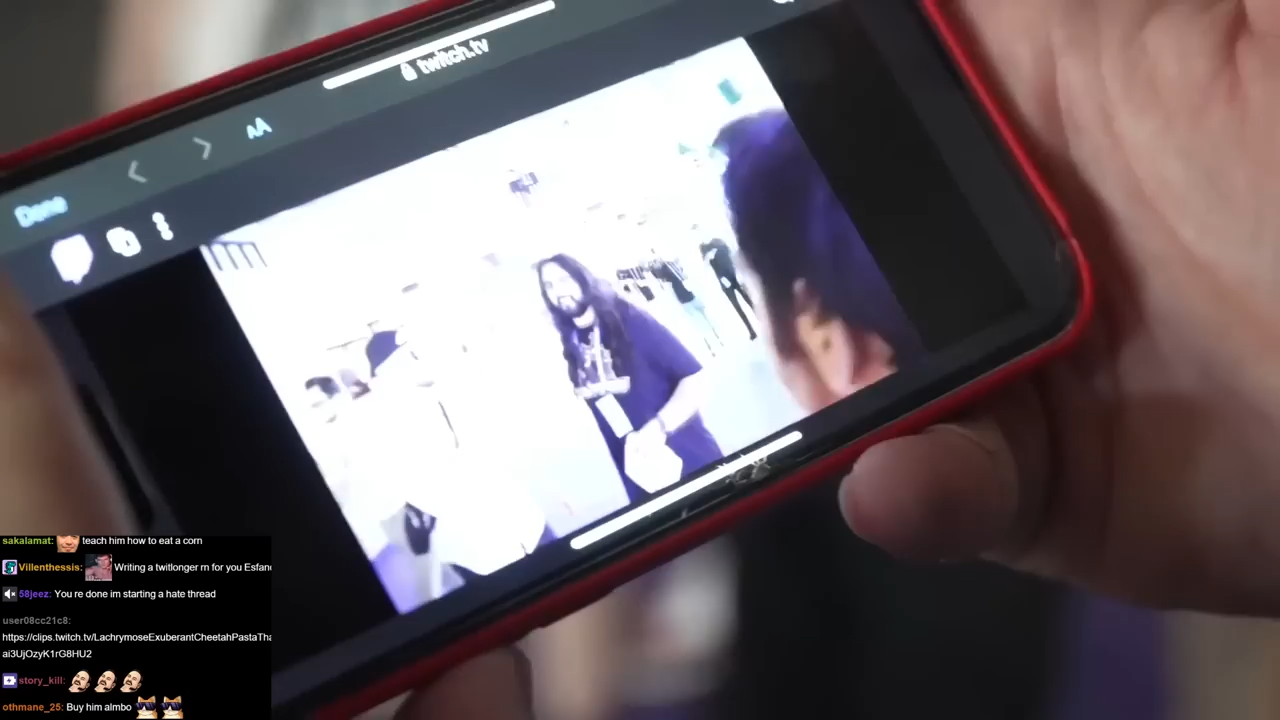 twitch.tv
AA
Done
sakalamat: teach him how to eat a corn
Villenthessis: Writing a twitlonger rn for you Esfand
58jeez: You re done im starting a hate thread
user08cc21c8:
https://clips.twitch.tv/LachrymoseExuberantCheetahPastaTha
ai3UjOzyK1rG8HU2
story_kill:
othmane_25: Buy him almbo